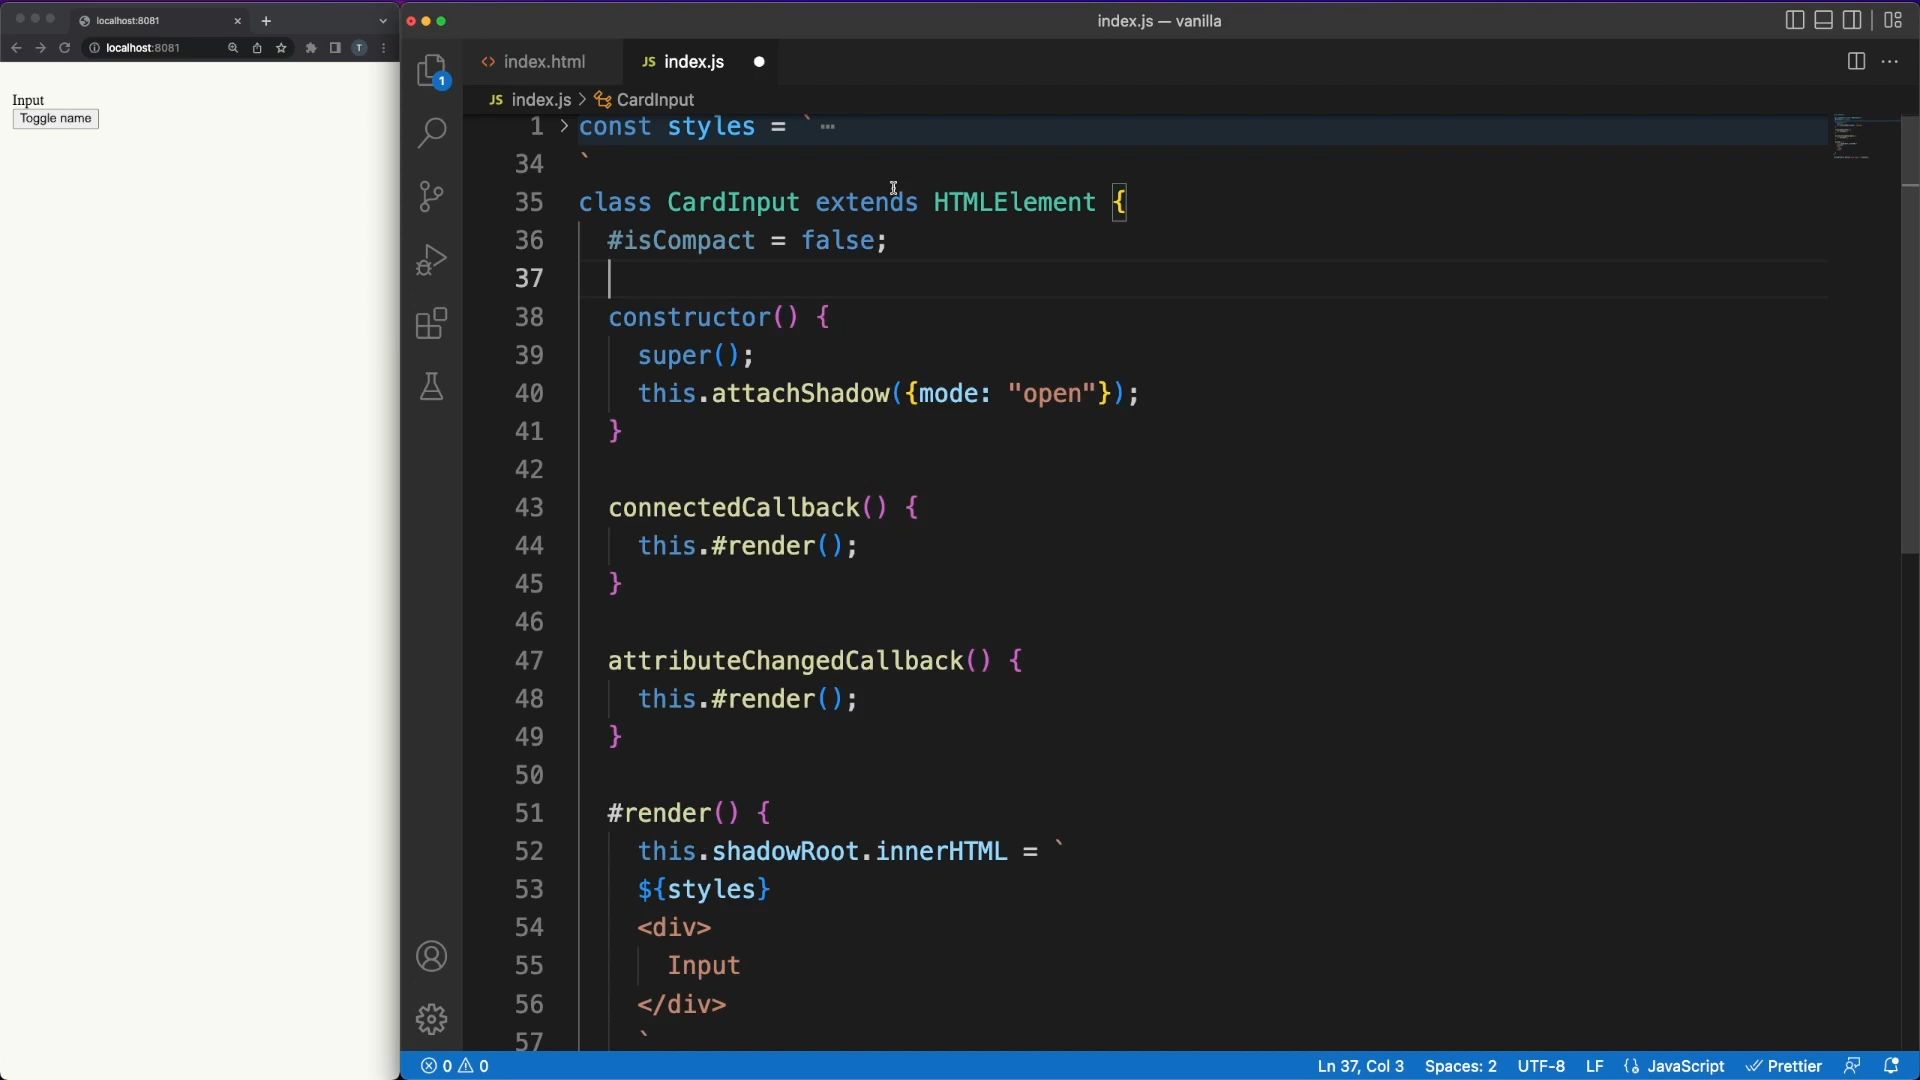 localhost:8081
localhost:8081
T
Input
Toggle name
index.js — vanilla
1
<> index.html
JS index.js
JS index.js > CardInput
1 const styles = `
34 `
35 class CardInput extends HTMLElement {
36 #isCompact = false;
37
38 constructor() {
39 super();
40 this.attachShadow({mode: "open"});
41 }
42
43 connectedCallback() {
44 this.#render();
45 }
46
47 attributeChangedCallback() {
48 this.#render();
49 }
50
51 #render() {
52 this.shadowRoot.innerHTML = `
53 ${styles}
54 <div>
55 Input
56 </div>
57 `
0 0
Ln 37, Col 3 Spaces: 2 UTF-8 LF {} JavaScript Prettier